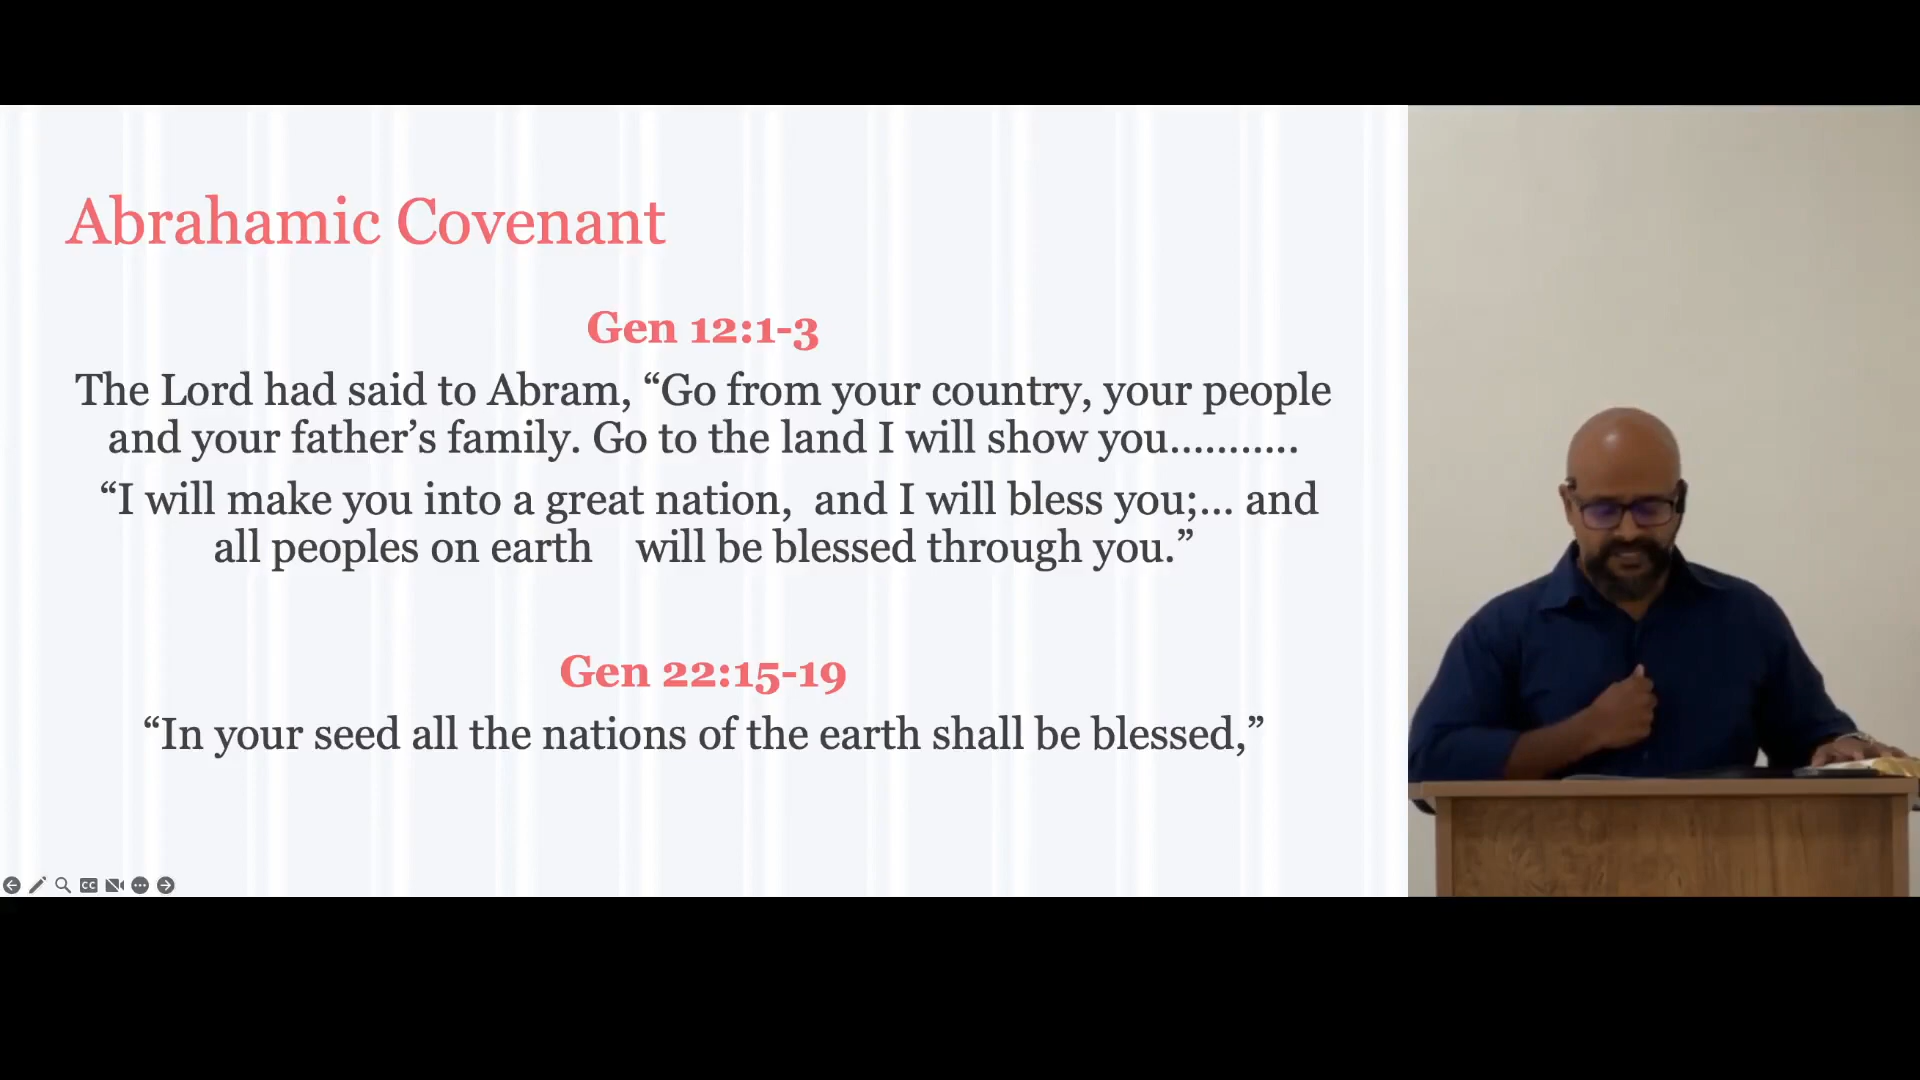 Abrahamic Covenant
Gen 12:1-3
The Lord had said to Abram, “Go from your country, your people
and your father’s family. Go to the land I will show you...........
“I will make you into a great nation,  and I will bless you;... and
all peoples on earth    will be blessed through you.”
Gen 22:15-19
“In your seed all the nations of the earth shall be blessed,”
CC